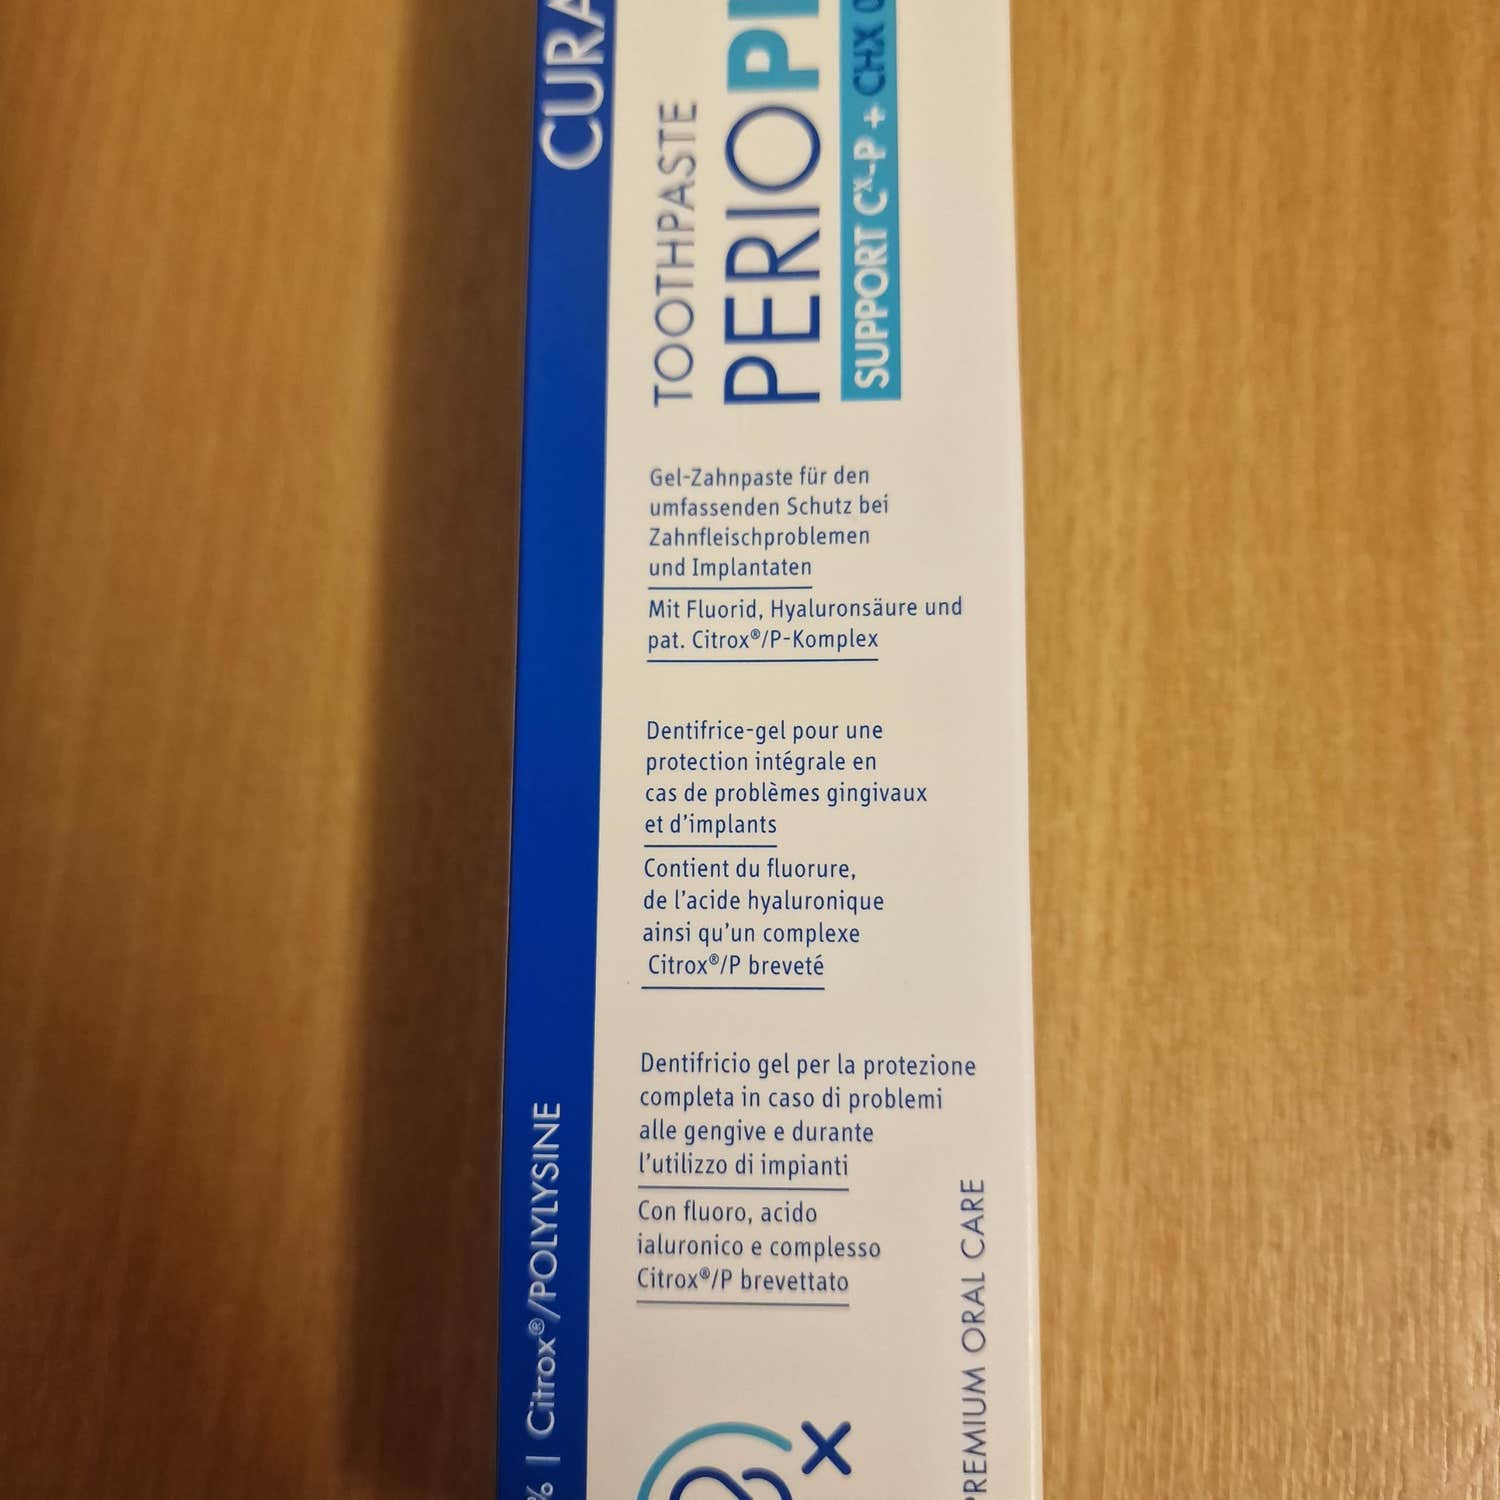 CURA
TOOTHPASTE
PERIOP
SUPPORT Cˣ-P + CHX 0
Gel-Zahnpaste für den
umfassenden Schutz bei
Zahnfleischproblemen
und Implantaten
Mit Fluorid, Hyaluronsäure und
pat. Citrox®/P-Komplex
Dentifrice-gel pour une
protection intégrale en
cas de problèmes gingivaux
et d'implants
Contient du fluorure,
de l'acide hyaluronique
ainsi qu'un complexe
Citrox®/P breveté
Dentifricio gel per la protezione
completa in caso di problemi
alle gengive e durante
l'utilizzo di impianti
Con fluoro, acido
ialuronico e complesso
Citrox®/P brevettato
% | Citrox®/POLYLYSINE
PREMIUM ORAL CARE
x